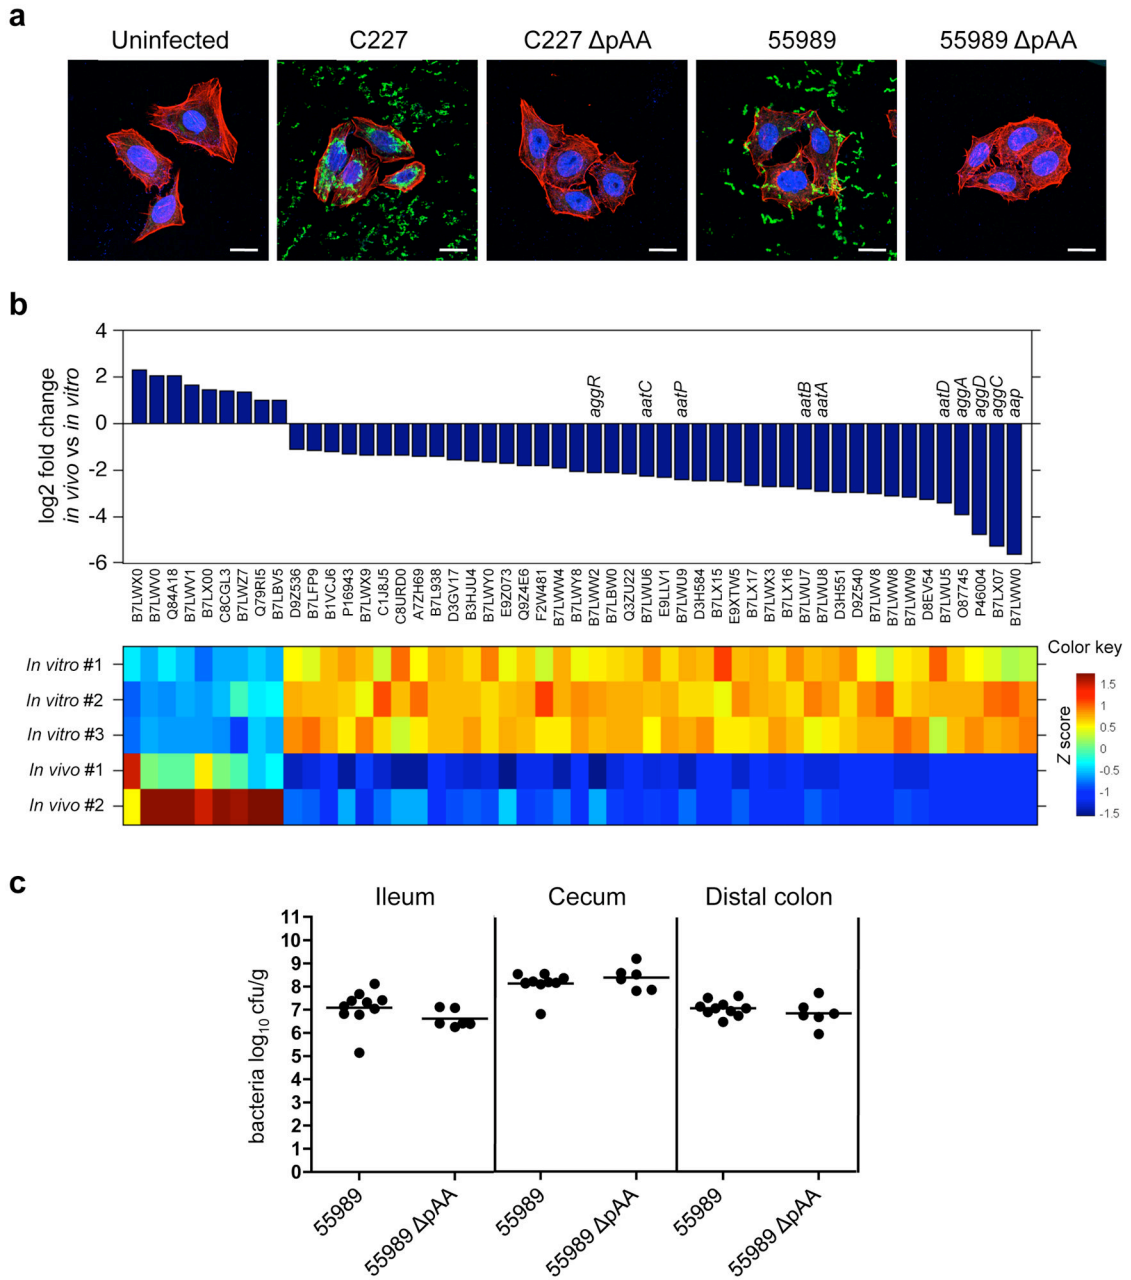 a
Uninfected
C227
C227 ΔpAA
55989
55989 ΔpAA
b
log2 fold change
in vivo vs in vitro
4
2
0
-2
-4
-6
aggR
aatC
aatP
aatB
aatA
aatD
aggA
aggD
aggC
aap
B7LWX0
B7LWV0
Q84A18
B7LWV1
B7LX00
C8CGL3
B7LWZ7
Q79RI5
B7LBV5
D9Z536
B7LFP9
B1VCJ6
P16943
B7LWX9
C1J8J5
C8URD0
A7ZH69
B7L938
D3GV17
B3HJU4
B7LWY0
E9Z073
Q9Z4E6
F2W481
B7LWW4
B7LWY8
B7LWW2
B7LBW0
Q3ZU22
B7LWU6
E9LLV1
B7LWU9
D3H584
B7LX15
E9XTW5
B7LX17
B7LWX3
B7LX16
B7LWU7
B7LWU8
D3H551
D9Z540
B7LWV8
B7LWW8
B7LWW9
D8EV54
B7LWU5
O87745
P46004
B7LX07
B7LWW0
In vitro #1
In vitro #2
In vitro #3
In vivo #1
In vivo #2
Color key
Z score
1.5
1
0.5
0
-0.5
-1
-1.5
c
Ileum
Cecum
Distal colon
bacteria log10 cfu/g
11
10
9
8
7
6
5
4
3
2
1
0
55989
55989 ΔpAA
55989
55989 ΔpAA
55989
55989 ΔpAA